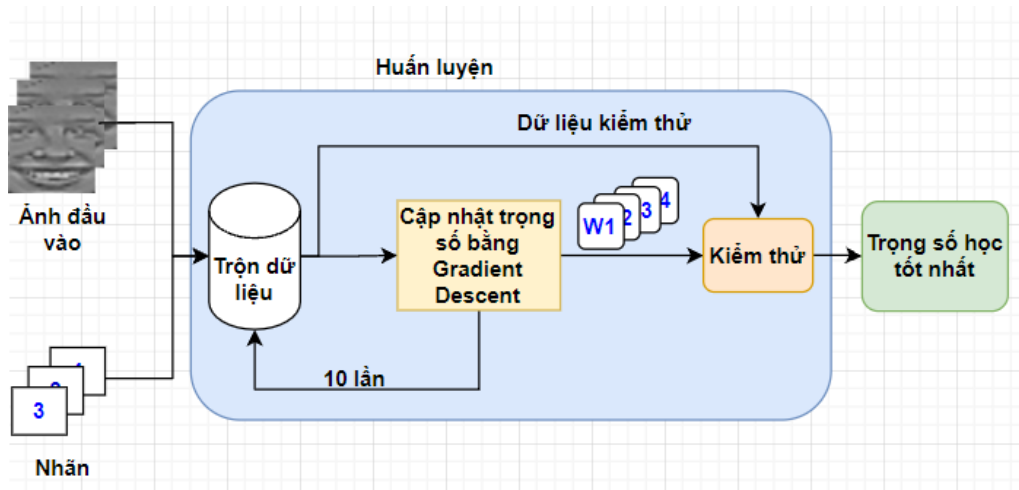 Huấn luyện
Dữ liệu kiểm thử
Ảnh đầu
vào
Trộn dữ
liệu
Cập nhật trọng
số bằng
Gradient
Descent
W1
2
3
4
Kiểm thử
Trọng số học
tốt nhất
10 lần
3
Nhãn